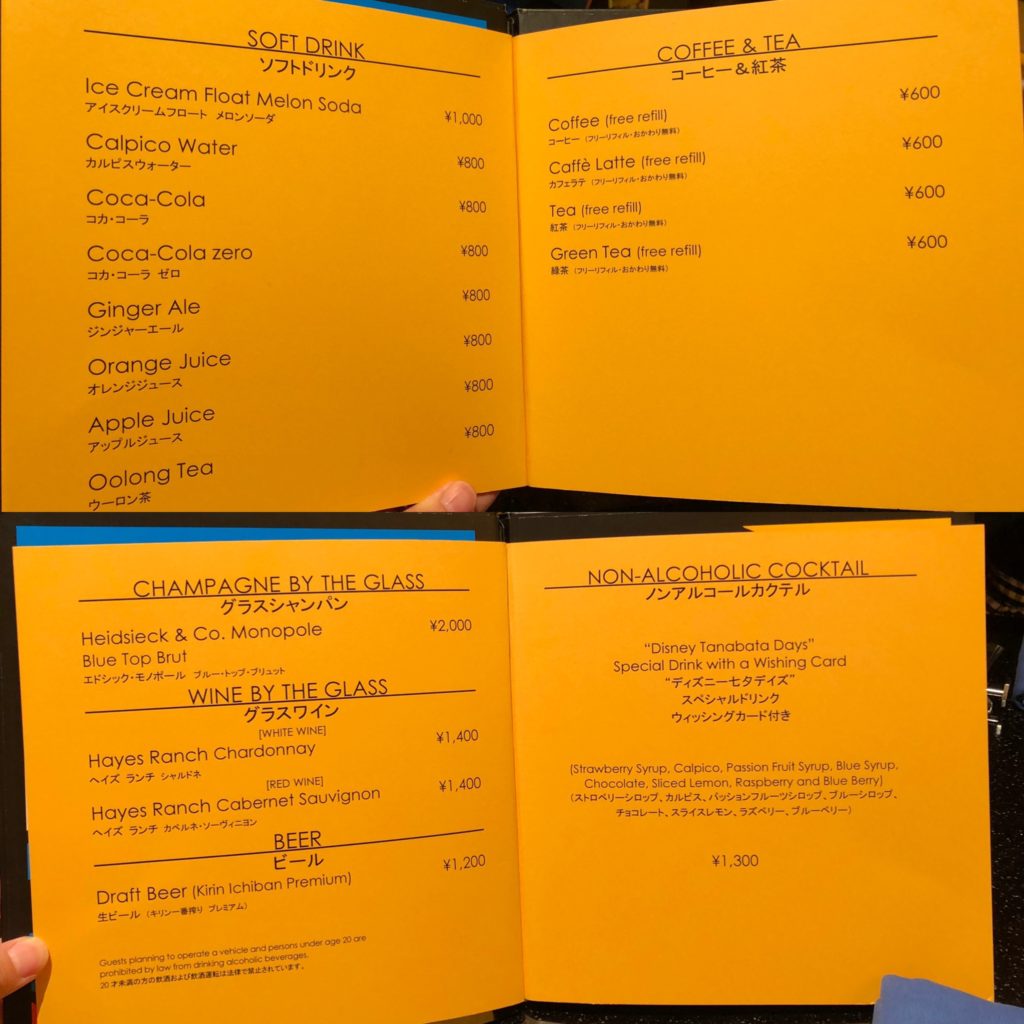 SOFT DRINK
ソフトドリンク
Ice Cream Float Melon Soda
アイスクリームフロート メロンソーダ
¥1,000
Calpico Water
カルピスウォーター
¥800
Coca-Cola
コカ・コーラ
¥800
Coca-Cola zero
コカ・コーラ ゼロ
¥800
Ginger Ale
ジンジャーエール
¥800
Orange Juice
オレンジジュース
¥800
Apple Juice
アップルジュース
¥800
Oolong Tea
ウーロン茶
¥800
COFFEE & TEA
コーヒー＆紅茶
Coffee (free refill)
コーヒー （フリーリフィル・おかわり無料）
¥600
Caffè Latte (free refill)
カフェラテ （フリーリフィル・おかわり無料）
¥600
Tea (free refill)
紅茶 （フリーリフィル・おかわり無料）
¥600
Green Tea (free refill)
緑茶 （フリーリフィル・おかわり無料）
¥600
CHAMPAGNE BY THE GLASS
グラスシャンパン
Heidsieck & Co. Monopole ¥2,000
Blue Top Brut
エドシック・モノポール ブルー・トップ・ブリュット
WINE BY THE GLASS
グラスワイン
[WHITE WINE]
Hayes Ranch Chardonnay ¥1,400
ヘイズ ランチ シャルドネ
[RED WINE]
Hayes Ranch Cabernet Sauvignon ¥1,400
ヘイズ ランチ カベルネ・ソーヴィニヨン
BEER
ビール
Draft Beer (Kirin Ichiban Premium) ¥1,200
生ビール （キリン一番搾り プレミアム）
Guests planning to operate a vehicle and persons under age 20 are
prohibited by law from drinking alcoholic beverages.
20才未満の方の飲酒および飲酒運転は法律で禁止されています。
NON-ALCOHOLIC COCKTAIL
ノンアルコールカクテル
“Disney Tanabata Days”
Special Drink with a Wishing Card
“ディズニー七夕デイズ”
スペシャルドリンク
ウィッシングカード付き
(Strawberry Syrup, Calpico, Passion Fruit Syrup, Blue Syrup,
Chocolate, Sliced Lemon, Raspberry and Blue Berry)
（ストロベリーシロップ、カルピス、パッションフルーツシロップ、ブルーシロップ、
チョコレート、スライスレモン、ラズベリー、ブルーベリー）
¥1,300